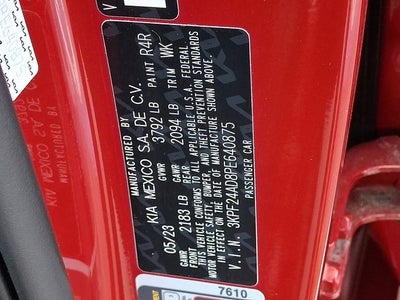 MANUFACTURED BY
KIA MEXICO S.A. DE C.V.
05/23 GVWR 3792 LB PAINT R4R
GAWR FRONT 2183 LB GAWR REAR 2094 LB TRIM WK
THIS VEHICLE CONFORMS TO ALL APPLICABLE U.S.A. FEDERAL
MOTOR VEHICLE SAFETY, BUMPER, AND THEFT PREVENTION STANDARDS
IN EFFECT ON THE DATE OF MANUFACTURE SHOWN ABOVE.
V.I.N. 3KPF24AD8PE640875
PASSENGER CAR
7610
V